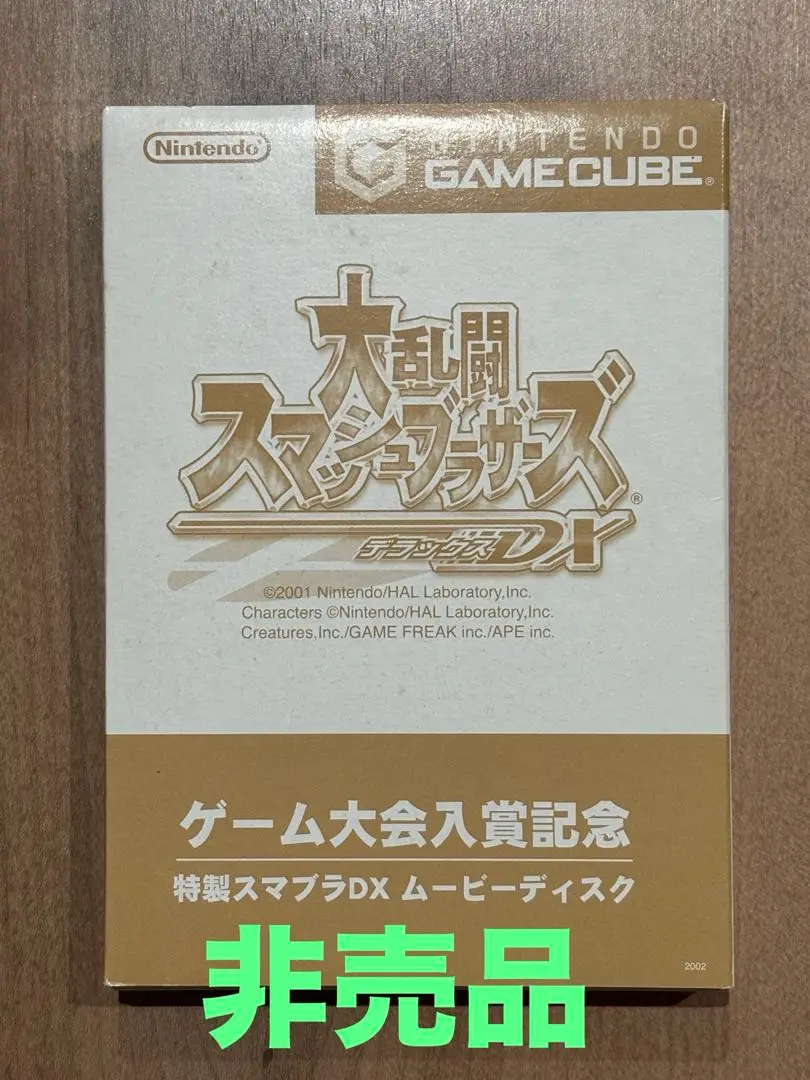 Nintendo
NINTENDO
GAMECUBE®
大乱闘
スマッシュブラザーズ®
デラックスDX
©2001 Nintendo/HAL Laboratory,Inc.
Characters ©Nintendo/HAL Laboratory,Inc.
Creatures,Inc./GAME FREAK inc./APE inc.
ゲーム大会入賞記念
特製スマブラDX ムービーディスク
2002
非売品